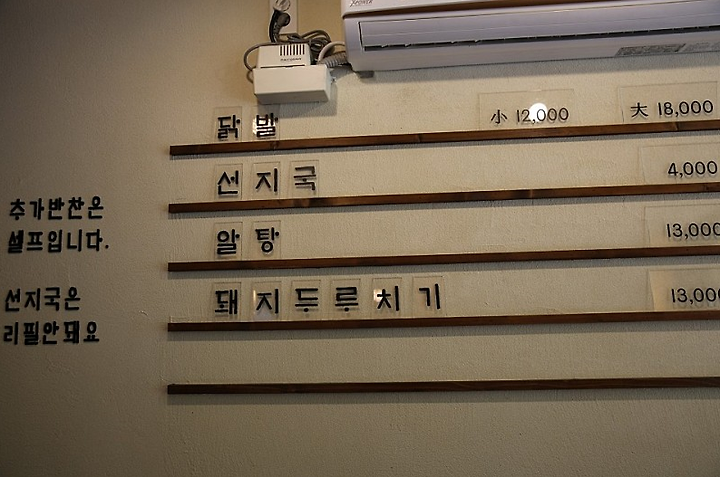 닭발 小 12,000 大 18,000
선지국 4,000
알탕 13,000
돼지두루치기 13,000
추가반찬은
셀프입니다.
선지국은
리필안돼요